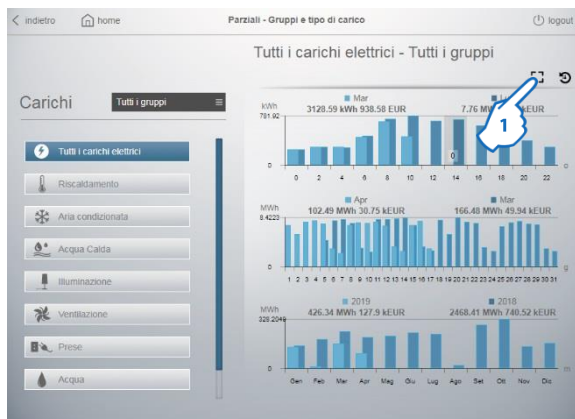 indietro home Parziali - Gruppi e tipo di carico logout
Tutti i carichi elettrici - Tutti i gruppi
Carichi Tutti i gruppi
Tutti i carichi elettrici
Riscaldamento
Aria condizionata
Acqua Calda
Illuminazione
Ventilazione
Prese
Acqua
kWh Mar
3128.59 kWh 938.58 EUR 7.76 kEUR
781.92
0
0 2 4 6 8 10 12 14 16 18 20 22
1
MWh Apr Mar
102.49 MWh 30.75 kEUR 166.48 MWh 49.94 kEUR
8.4223
0 g
1 2 3 4 5 6 7 8 9 10 11 12 13 14 15 16 17 18 19 20 21 22 23 24 25 26 27 28 29 30 31
MWh 2019 2018
426.34 MWh 127.9 kEUR 2468.41 MWh 740.52 kEUR
328.2049
0 m
Gen Feb Mar Apr Mag Giu Lug Ago Set Ott Nov Dic